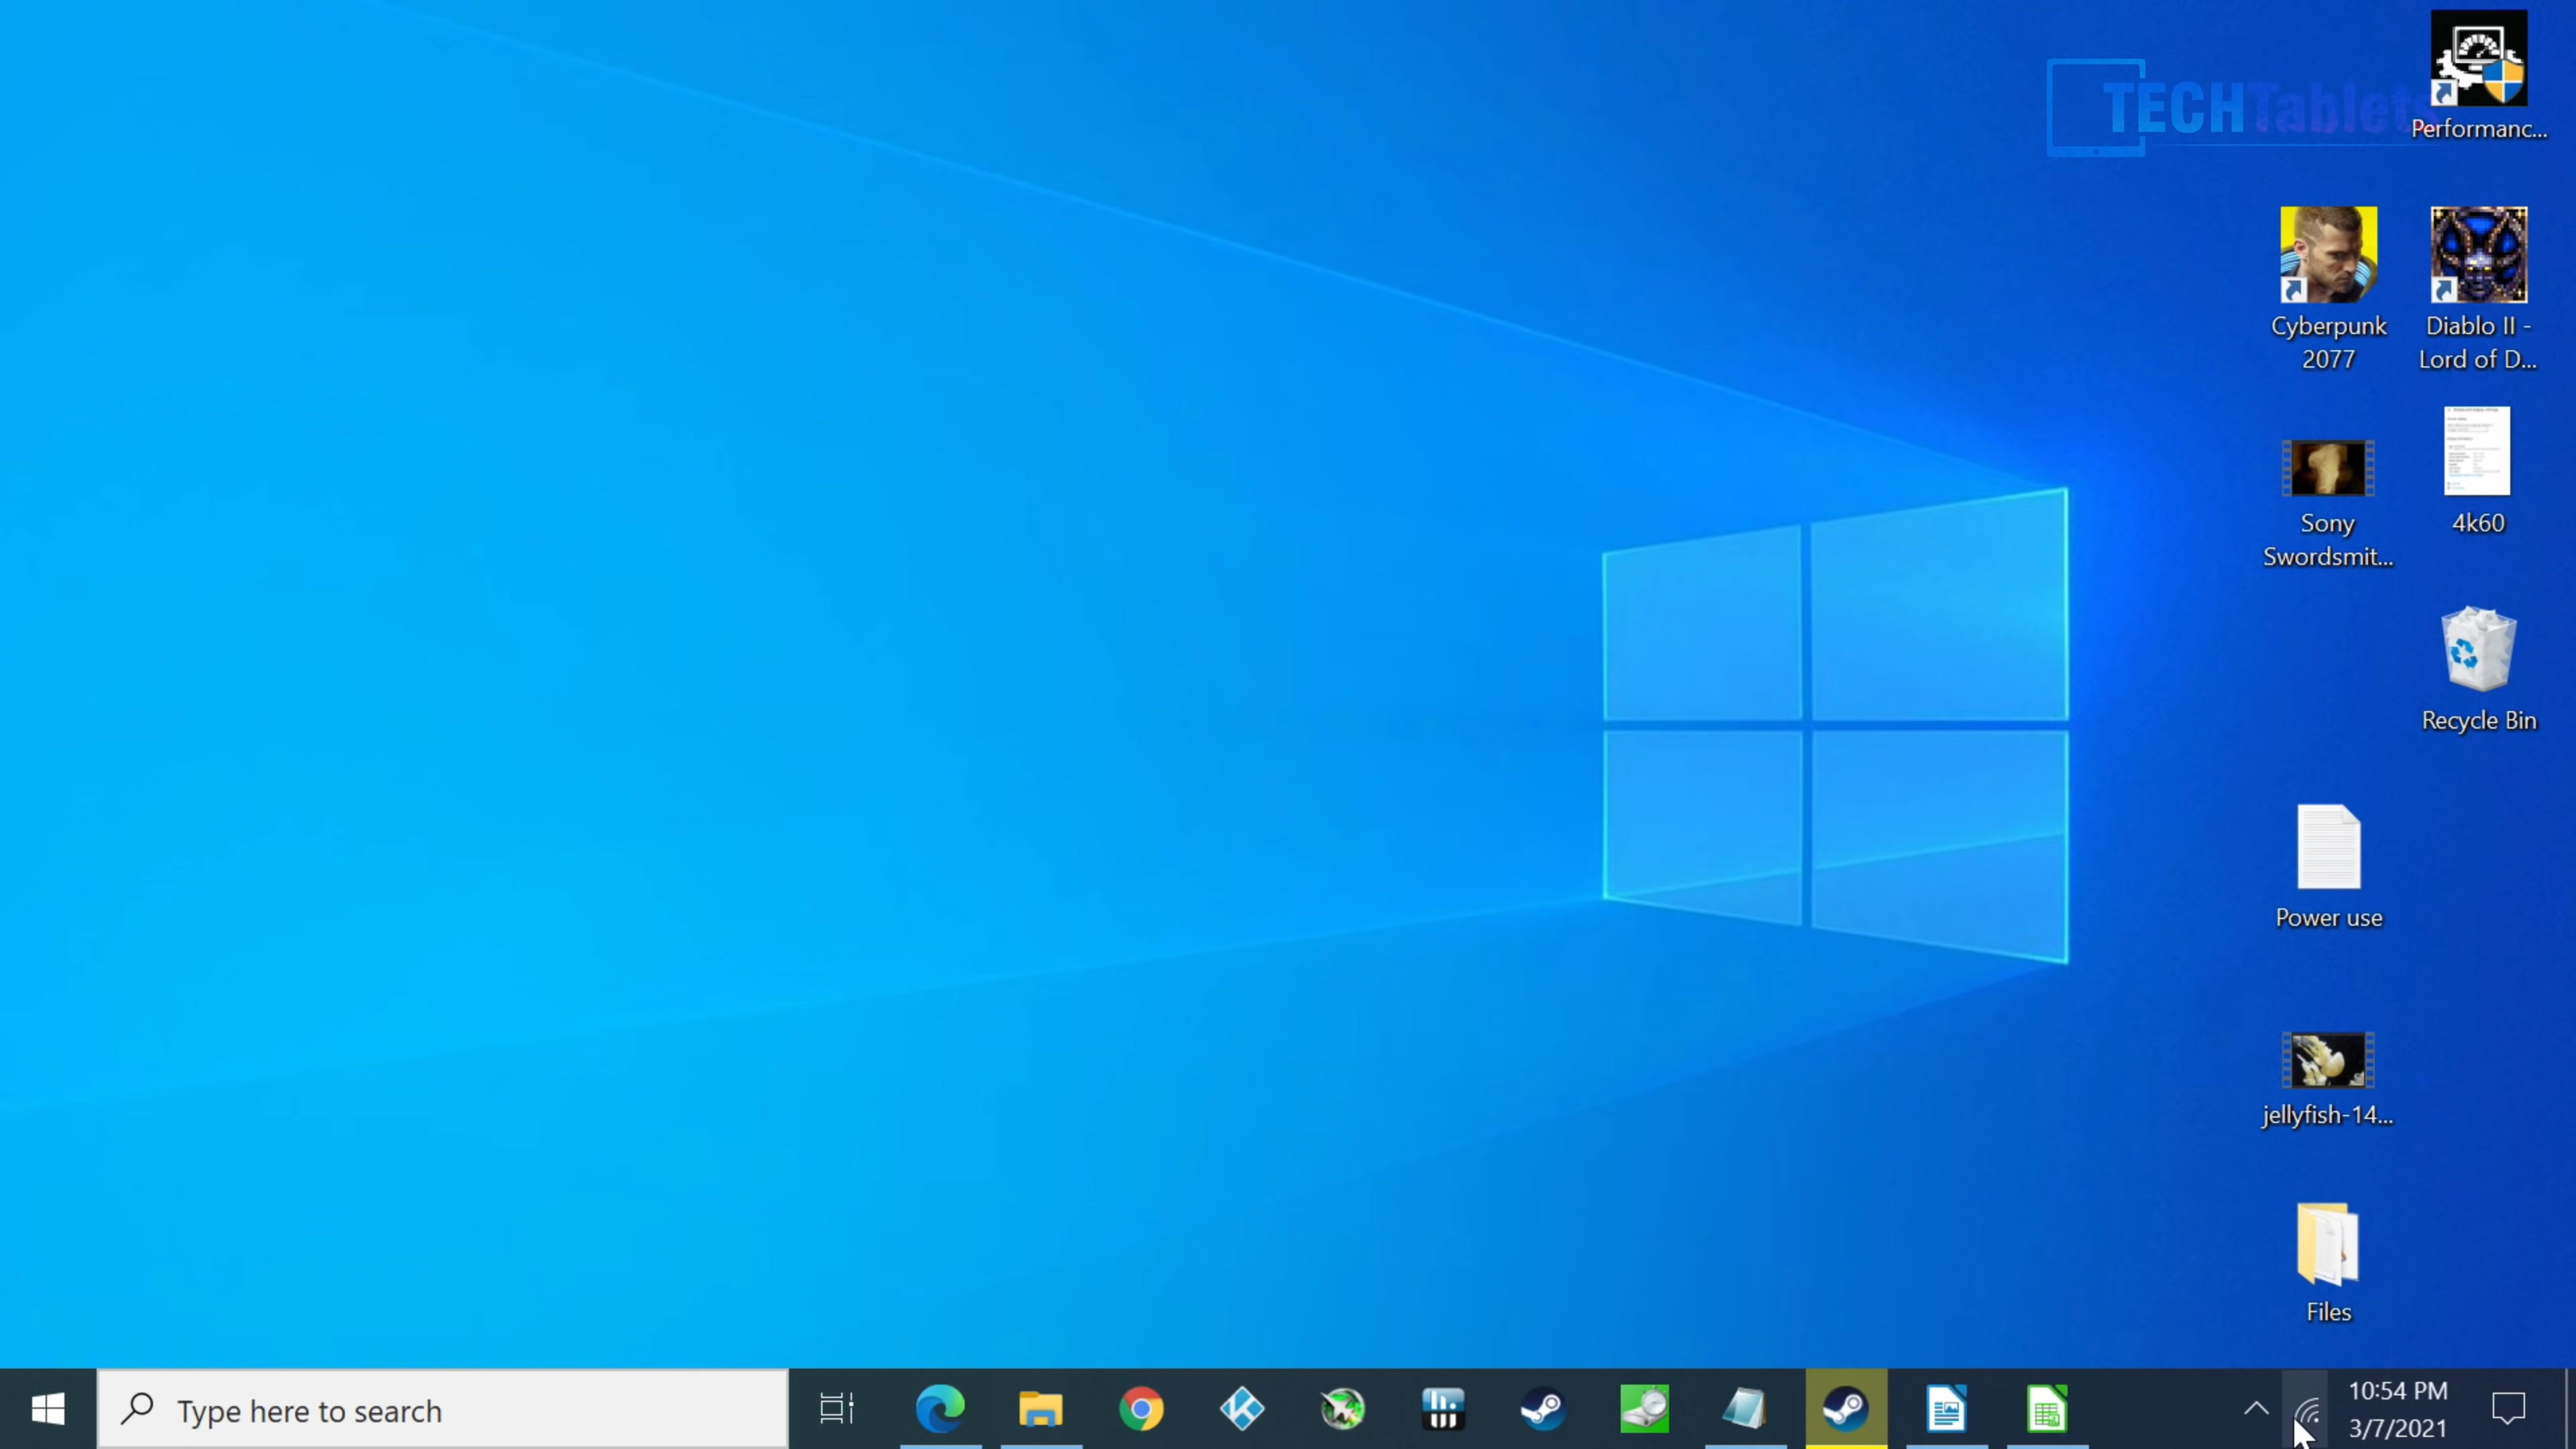 TECHTablets
Performanc...
Cyberpunk
2077
Diablo II -
Lord of D...
Sony
Swordsmit...
4k60
Recycle Bin
Power use
jellyfish-14...
Files
Type here to search
10:54 PM
3/7/2021